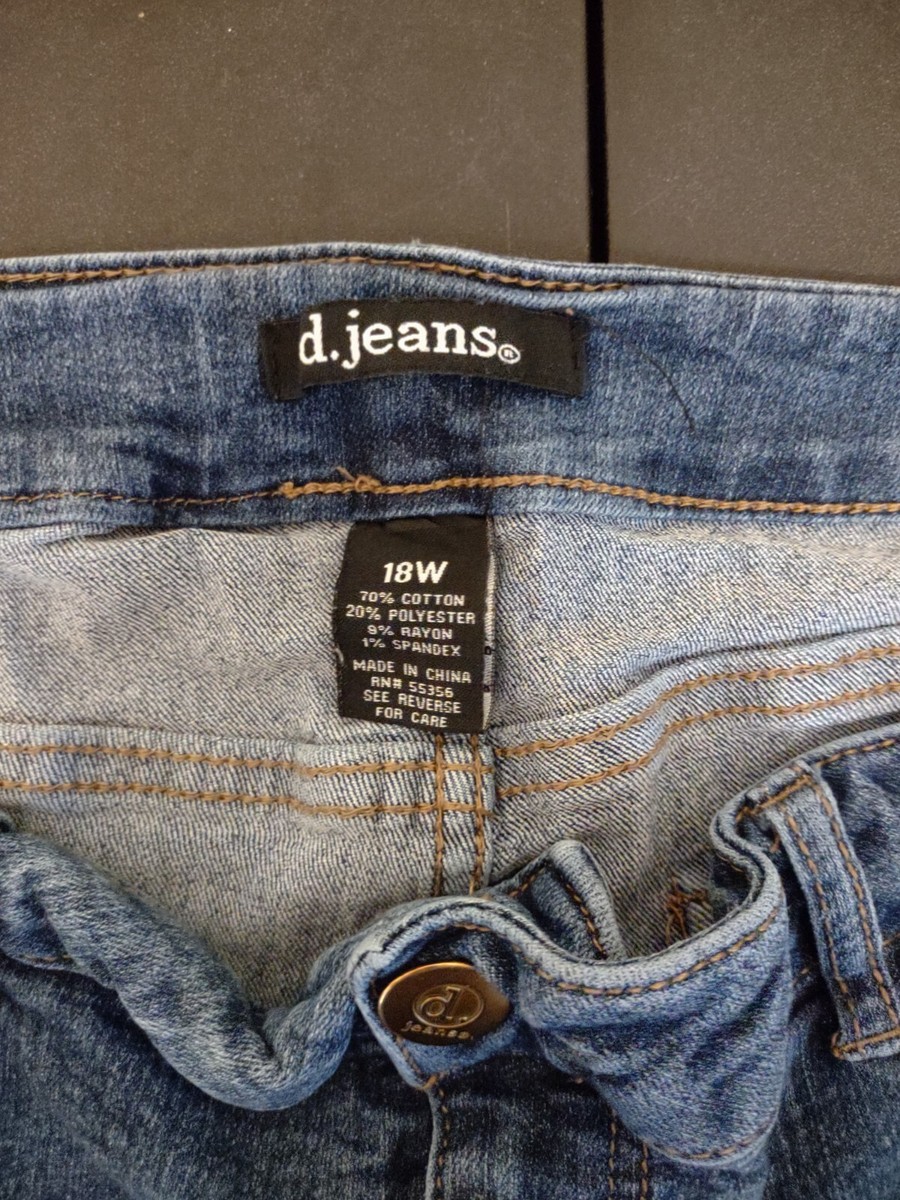 d.jeans®
18W
70% COTTON
20% POLYESTER
9% RAYON
1% SPANDEX
MADE IN CHINA
RN# 55356
SEE REVERSE
FOR CARE
d.
jeans